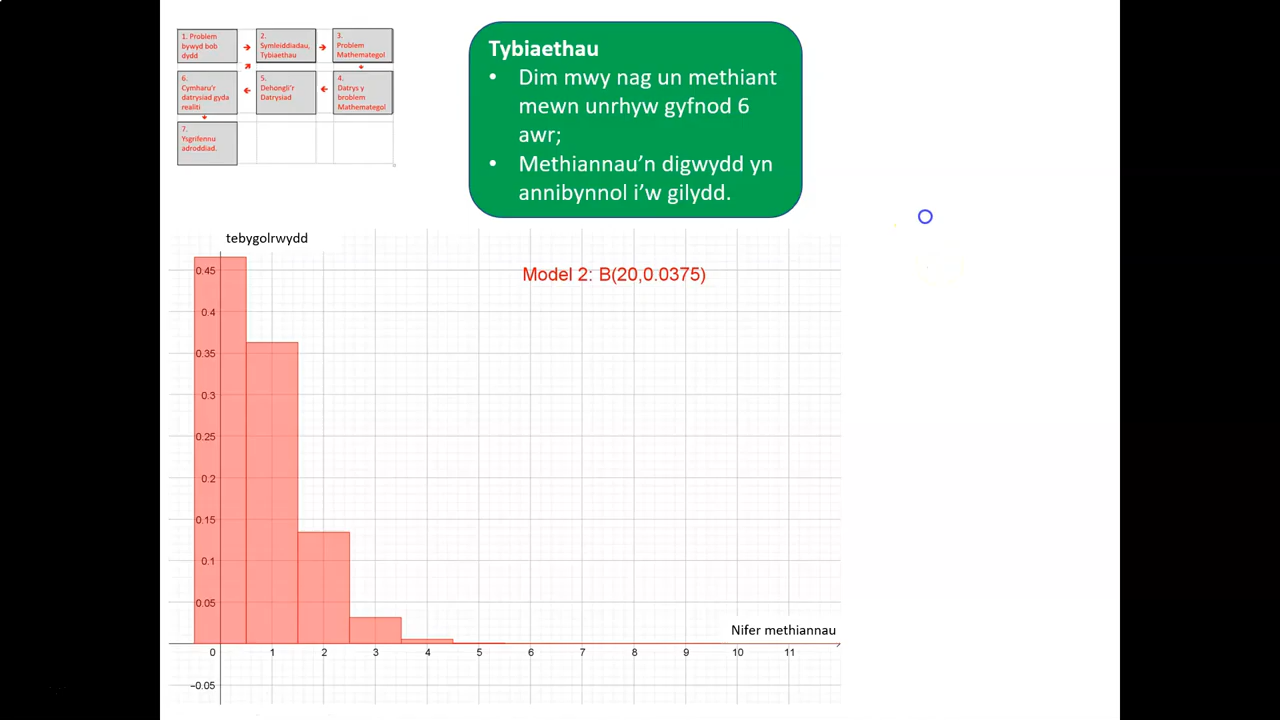 1. Problem
bywyd bob
dydd
2.
Symleiddiadau,
Tybiaethau
3.
Problem
Mathemategol
6.
Cymharu'r
datrysiad gyda
realiti
5.
Dehongli'r
Datrysiad
4.
Datrys y
broblem
Mathemategol
7.
Ysgrifennu
adroddiad.
Tybiaethau
• Dim mwy nag un methiant
mewn unrhyw gyfnod 6
awr;
• Methiannau’n digwydd yn
annibynnol i’w gilydd.
tebygolrwydd
Model 2: B(20,0.0375)
0.45
0.4
0.35
0.3
0.25
0.2
0.15
0.1
0.05
Nifer methiannau
0 1 2 3 4 5 6 7 8 9 10 11
−0.05